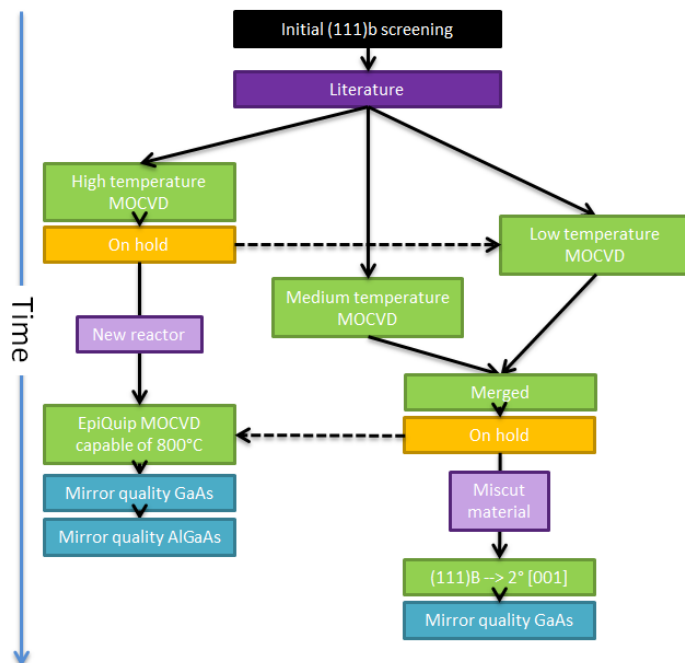 Initial (111)b screening
Literature
High temperature
MOCVD
On hold
Low temperature
MOCVD
Medium temperature
MOCVD
Time
New reactor
Merged
EpiQuip MOCVD
capable of 800°C
On hold
Mirror quality GaAs
Miscut
material
Mirror quality AlGaAs
(111)B --> 2° [001]
Mirror quality GaAs